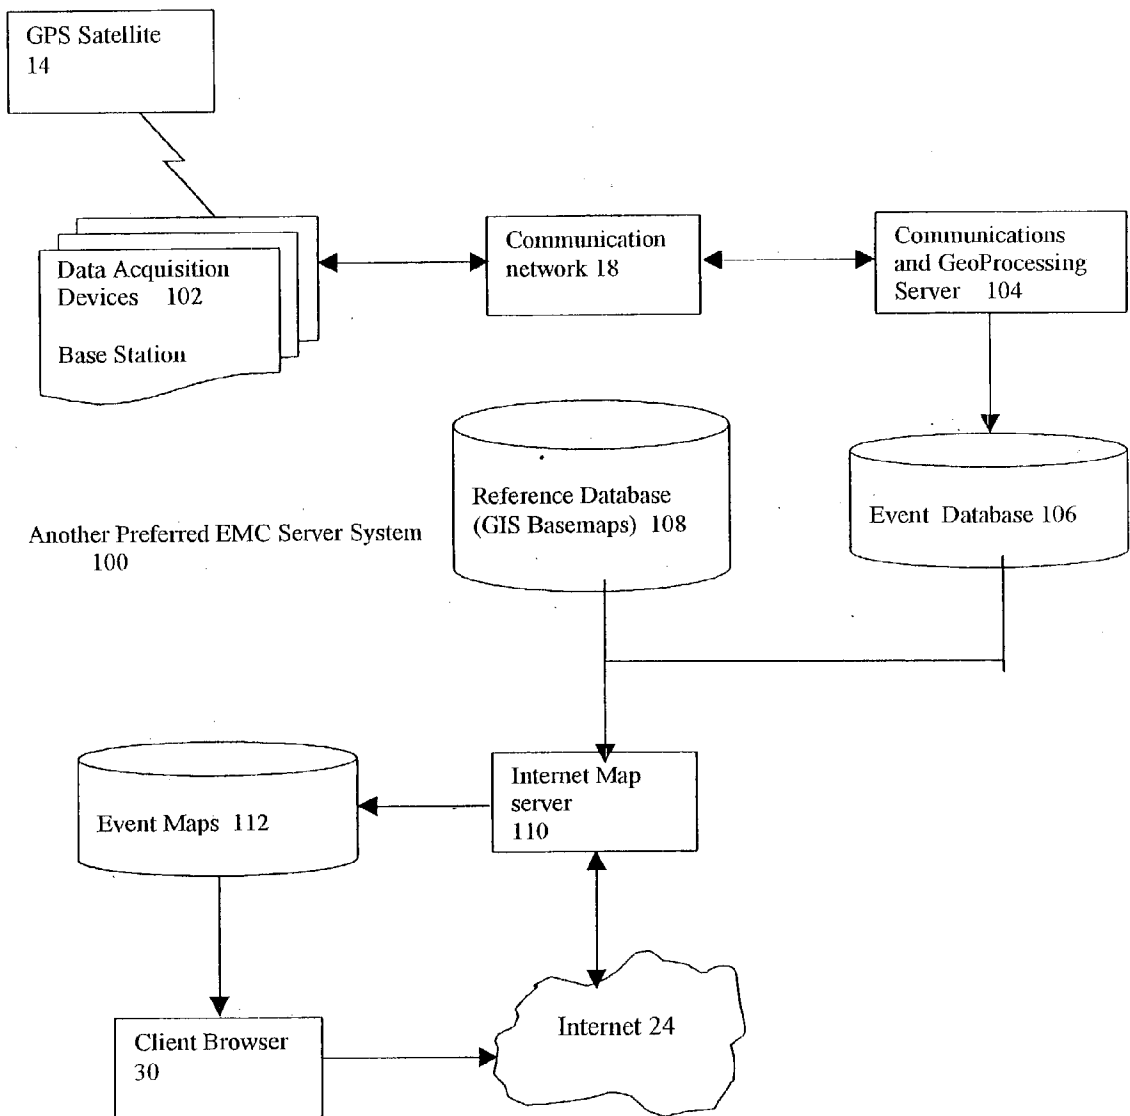 GPS Satellite
14
Communication
network 18
Communications
and GeoProcessing
Server 104
Data Acquisition
Devices 102
Base Station
Reference Database
(GIS Basemaps) 108
Event Database 106
Another Preferred EMC Server System
100
Internet Map
server
110
Event Maps 112
Internet 24
Client Browser
30